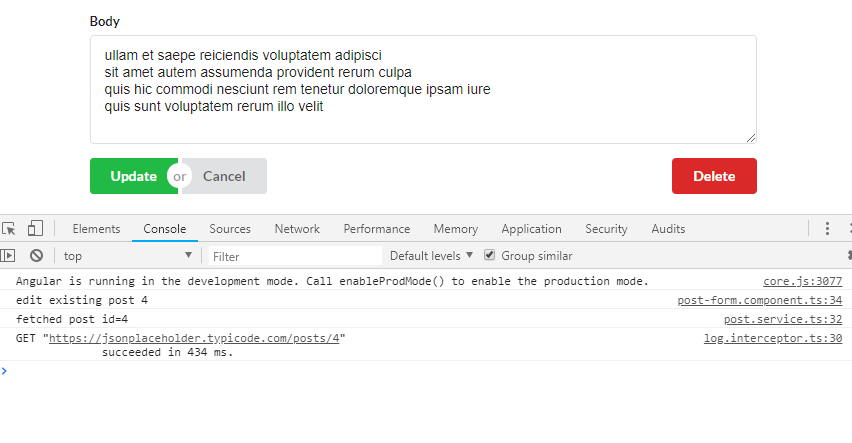 Body
ullam et saepe reiciendis voluptatem adipisci
sit amet autem assumenda provident rerum culpa
quis hic commodi nesciunt rem tenetur doloremque ipsam iure
quis sunt voluptatem rerum illo velit
Update or Cancel Delete
Elements Console Sources Network Performance Memory Application Security Audits
top Filter Default levels Group similar
Angular is running in the development mode. Call enableProdMode() to enable the production mode. core.js:3077
edit existing post 4 post-form.component.ts:34
fetched post id=4 post.service.ts:32
GET "https://jsonplaceholder.typicode.com/posts/4" log.interceptor.ts:30
succeeded in 434 ms.